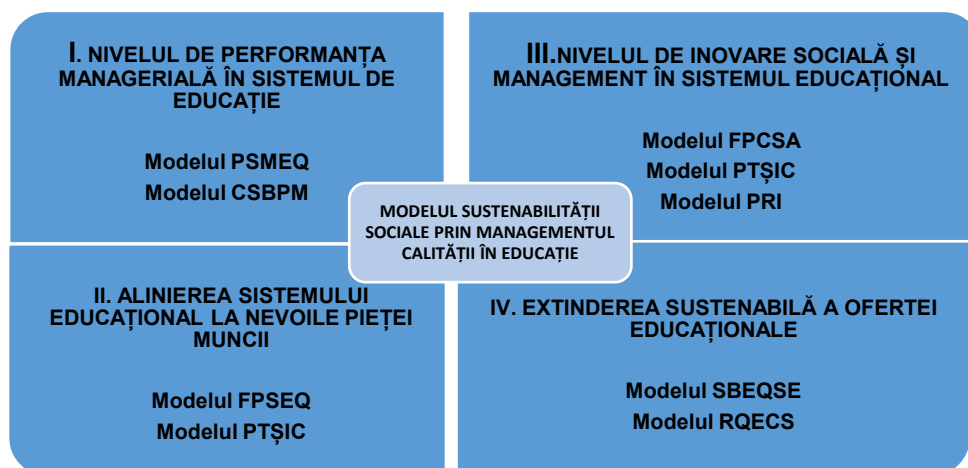 I. NIVELUL DE PERFORMANȚA
MANAGERIALĂ ÎN SISTEMUL DE
EDUCAȚIE
Modelul PSMEQ
Modelul CSBPM
II. ALINIEREA SISTEMULUI
EDUCAȚIONAL LA NEVOILE PIEȚEI
MUNCII
Modelul FPSEQ
Modelul PTȘIC
III.NIVELUL DE INOVARE SOCIALĂ ȘI
MANAGEMENT ÎN SISTEMUL EDUCAȚIONAL
Modelul FPCSA
Modelul PTȘIC
Modelul PRI
IV. EXTINDEREA SUSTENABILĂ A OFERTEI
EDUCAȚIONALE
Modelul SBEQSE
Modelul RQECS
MODELUL SUSTENABILITĂȚII
SOCIALE PRIN MANAGEMENTUL
CALITĂȚII ÎN EDUCAȚIE